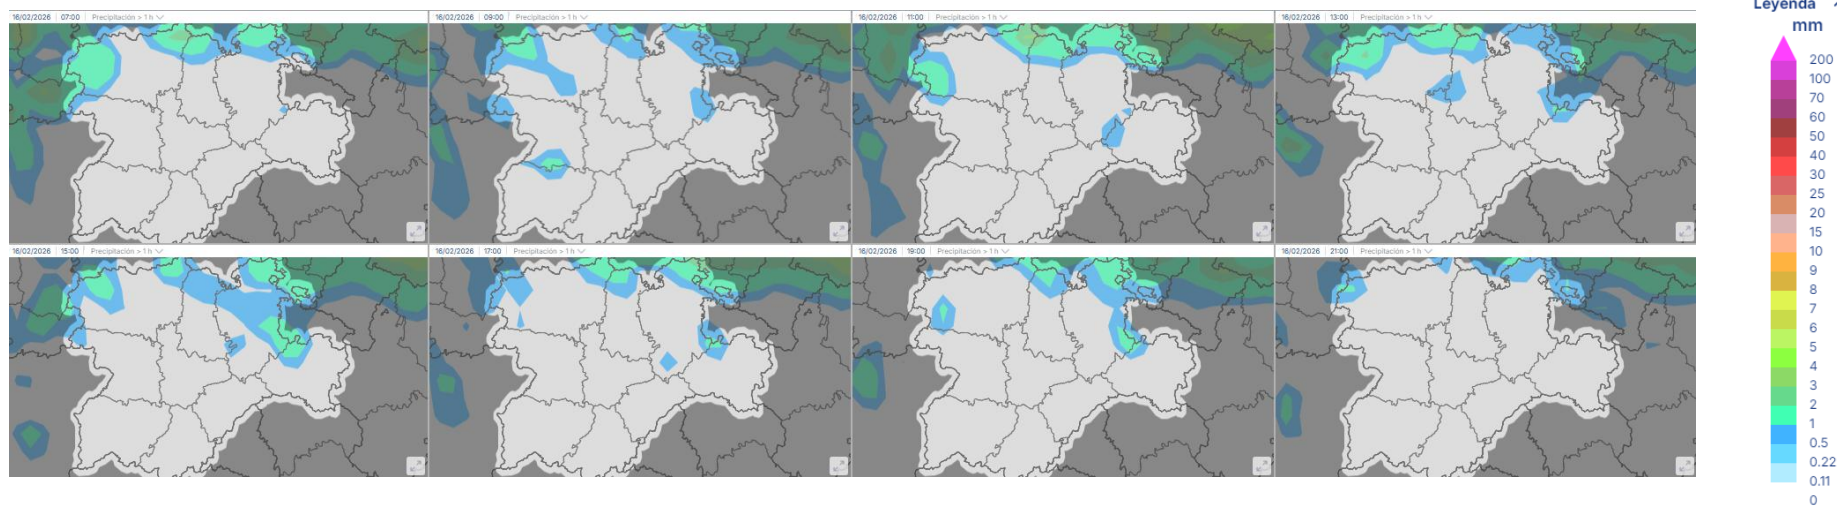 16/02/2026 07:00 Precipitación > 1 h
16/02/2026 09:00 Precipitación > 1 h
16/02/2026 11:00 Precipitación > 1 h
16/02/2026 13:00 Precipitación > 1 h
16/02/2026 15:00 Precipitación > 1 h
16/02/2026 17:00 Precipitación > 1 h
16/02/2026 19:00 Precipitación > 1 h
16/02/2026 21:00 Precipitación > 1 h
Leyenda
mm
200
100
70
60
50
40
30
25
20
15
10
9
8
7
6
5
4
3
2
1
0.5
0.22
0.11
0